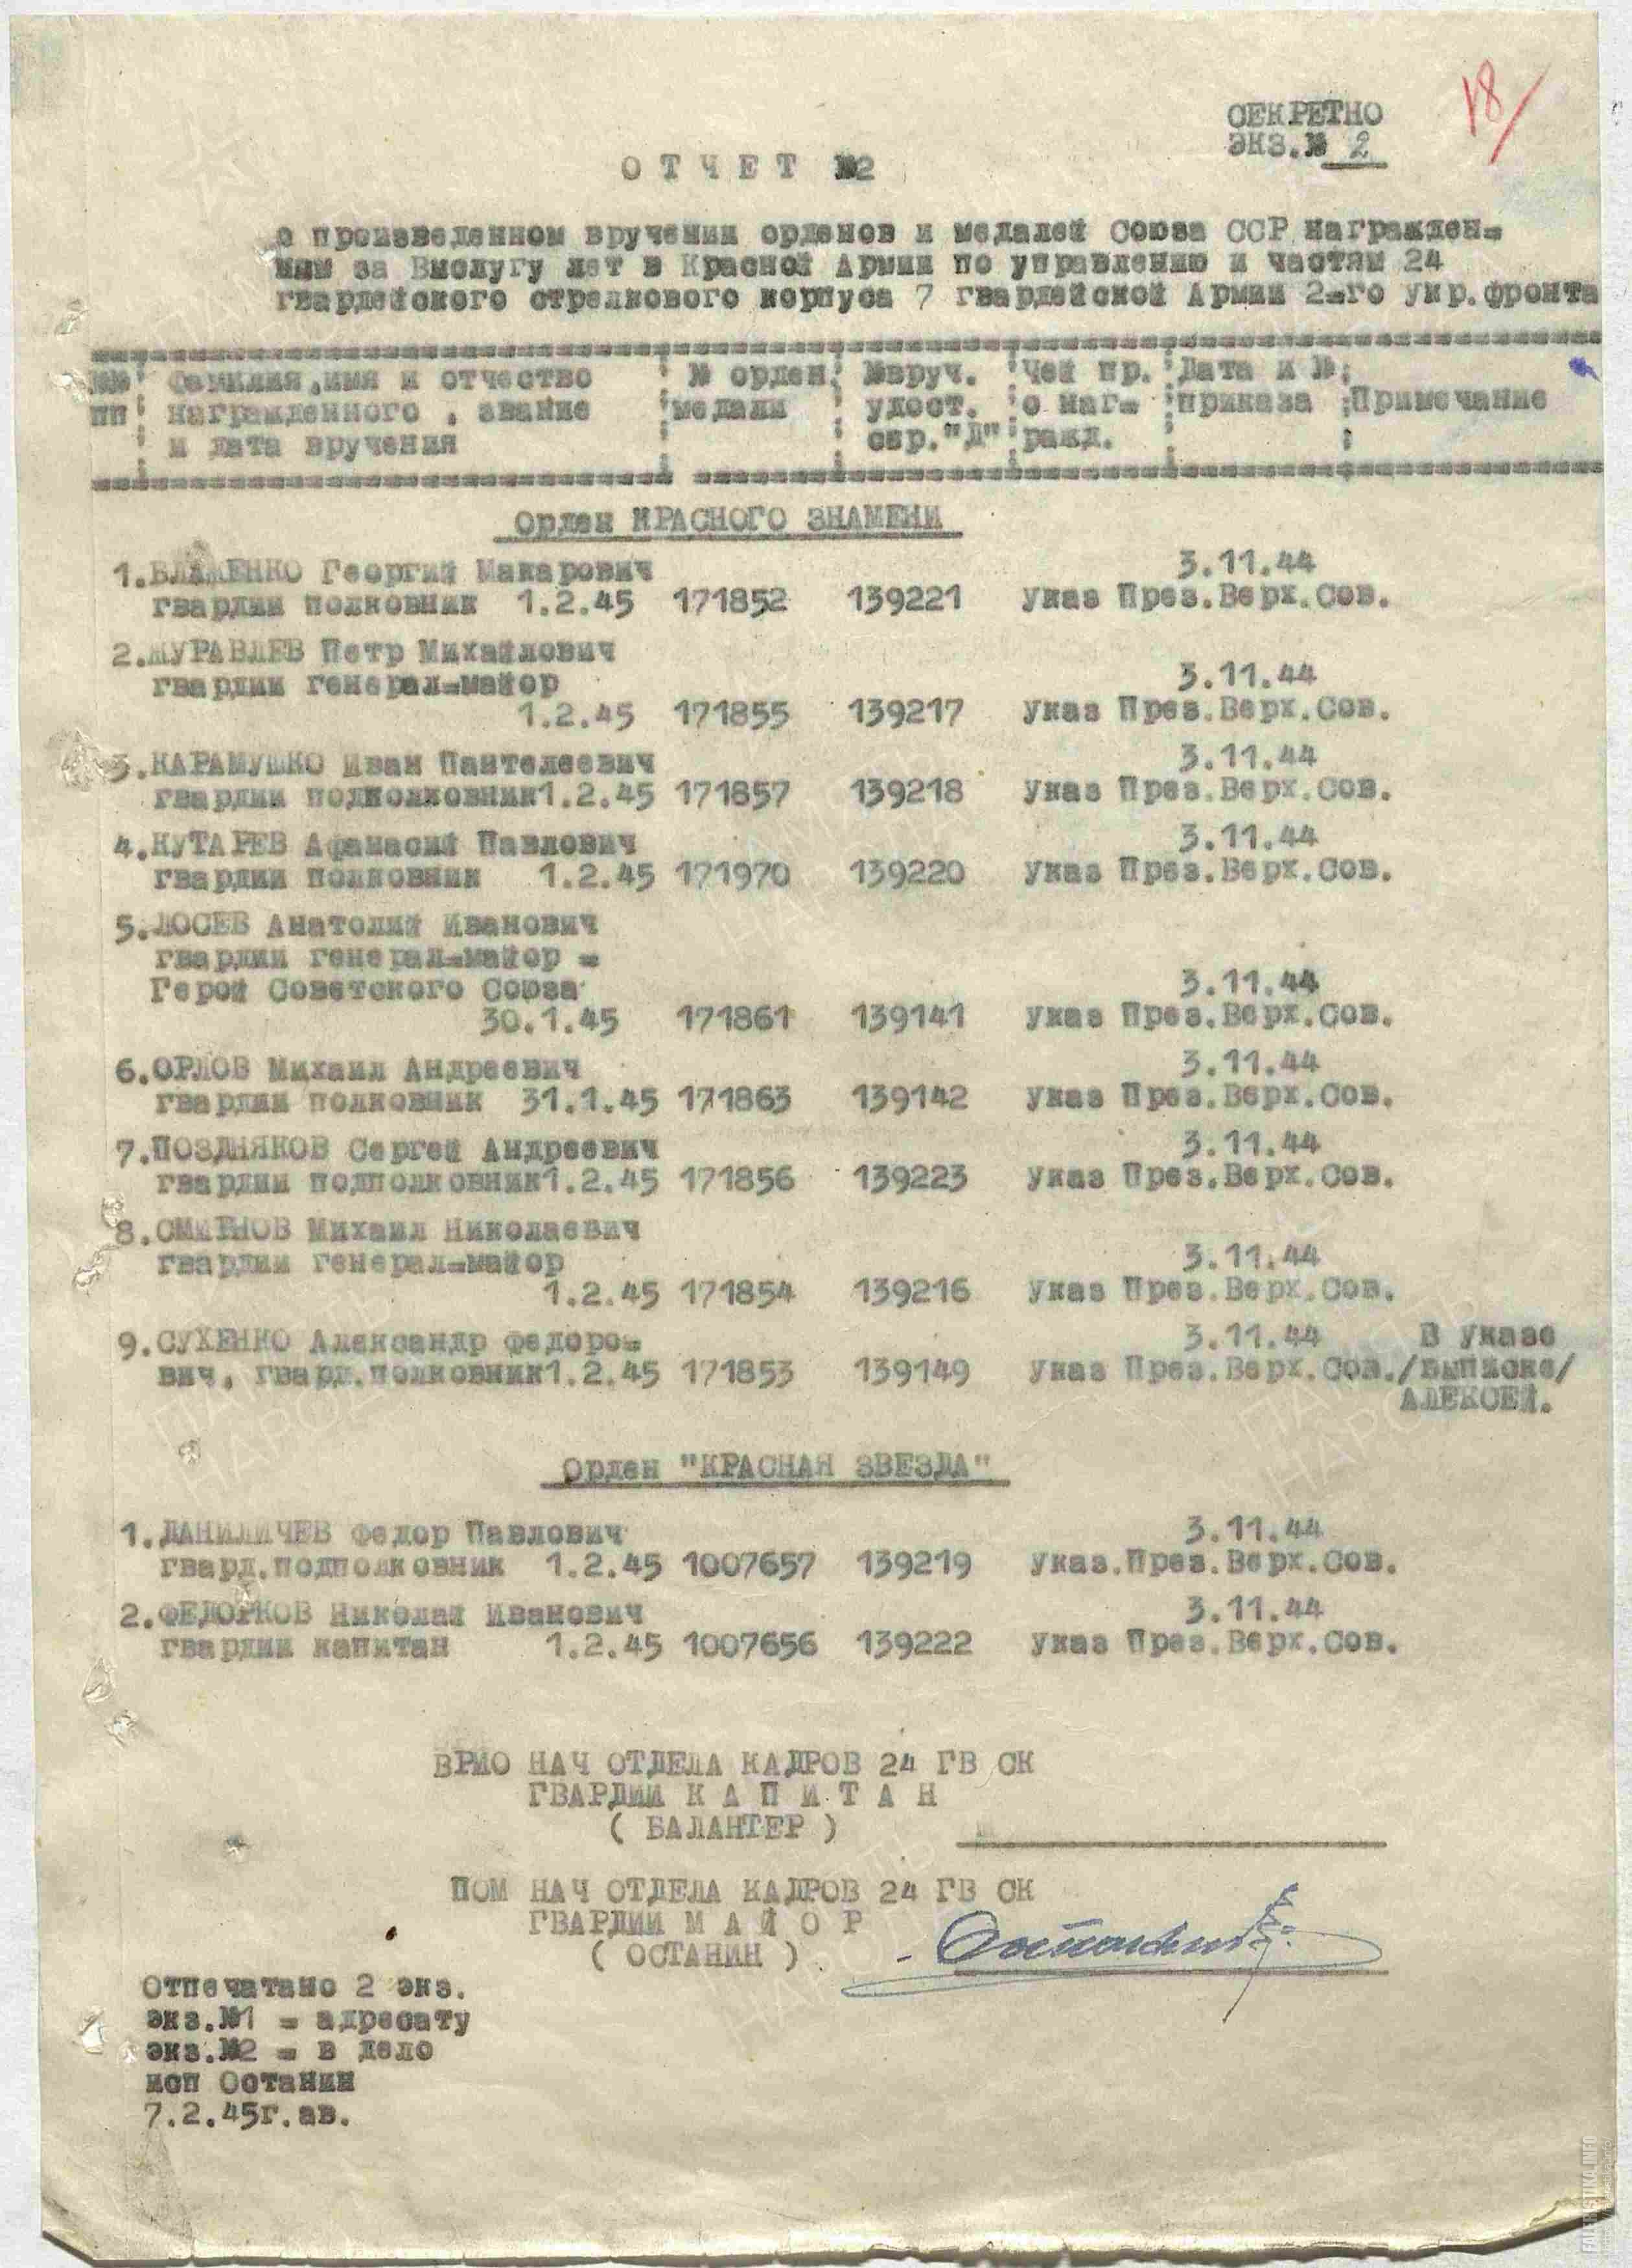 18/
СЕКРЕТНО
ЭКЗ.№ 2
О Т Ч Е Т №2
о произведенном вручении орденов и медалей Союза ССР награжден=
ным за Выслугу лет в Красной Армии по управлению и частям 24
гвардейского стрелкового корпуса 7 гвардейской Армии 2=го Укр.фронта
№№ Фамилия,имя и отчество № орден. №вруч. Чей пр. Дата и №
пп награжденного , звание медали удост. о наг= приказа Примечание
и дата вручения овр."Д" ражд.
Орден КРАСНОГО ЗНАМЕНИ
1.БЛАЖЕНКО Георгий Макарович 3.11.44
гвардии полковник 1.2.45 171852 139221 Указ През.Верх.Сов.
2.ЖУРАВЛЕВ Петр Михайлович
гвардии генерал=майор 3.11.44
1.2.45 171855 139217 Указ През.Верх.Сов.
3.КАРАМУШКО Иван Пантелеевич 3.11.44
гвардии подполковник1.2.45 171857 139218 Указ През.Верх.Сов.
4.КУТАРЕВ Афанасий Павлович 3.11.44
гвардии полковник 1.2.45 171970 139220 Указ През.Верх.Сов.
5.ЛОСЕВ Анатолий Иванович
гвардии генерал=майор =
Герой Советского Союза 3.11.44
30.1.45 171861 139141 Указ През.Верх.Сов.
6.ОРЛОВ Михаил Андреевич 3.11.44
гвардии полковник 31.1.45 171863 139142 Указ През.Верх.Сов.
7.ПОЗДНЯКОВ Сергей Андреевич 3.11.44
гвардии подполковник1.2.45 171856 139223 Указ През.Верх.Сов.
8.СМИРНОВ Михаил Николаевич
гвардии генерал=майор 3.11.44
1.2.45 171854 139216 Указ През.Верх.Сов.
9.СУХЕНКО Александр Федоро= 3.11.44 В указе
вич, гвард.полковник1.2.45 171853 139149 Указ През.Верх.Сов./выписке/
АЛЕКСЕЙ.
Орден "КРАСНАЯ ЗВЕЗДА"
1.ДАНИЛИЧЕВ Федор Павлович 3.11.44
гвард.подполковник 1.2.45 1007657 139219 Указ.През.Верх.Сов.
2.ФЕДОРКОВ Николай Иванович 3.11.44
гвардии капитан 1.2.45 1007656 139222 Указ През.Верх.Сов.
ВРИО НАЧ ОТДЕЛА КАДРОВ 24 ГВ СК
ГВАРДИИ К А П И Т А Н
( БАЛАНТЕР )
ПОМ НАЧ ОТДЕЛА КАДРОВ 24 ГВ СК
ГВАРДИИ М А Й О Р
( ОСТАНИН )
Отпечатано 2 экз.
экз.№1 = адресату
экз.№2 = в дело
исп Останин
7.2.45г.ав.
FALERISTIKA.INFO